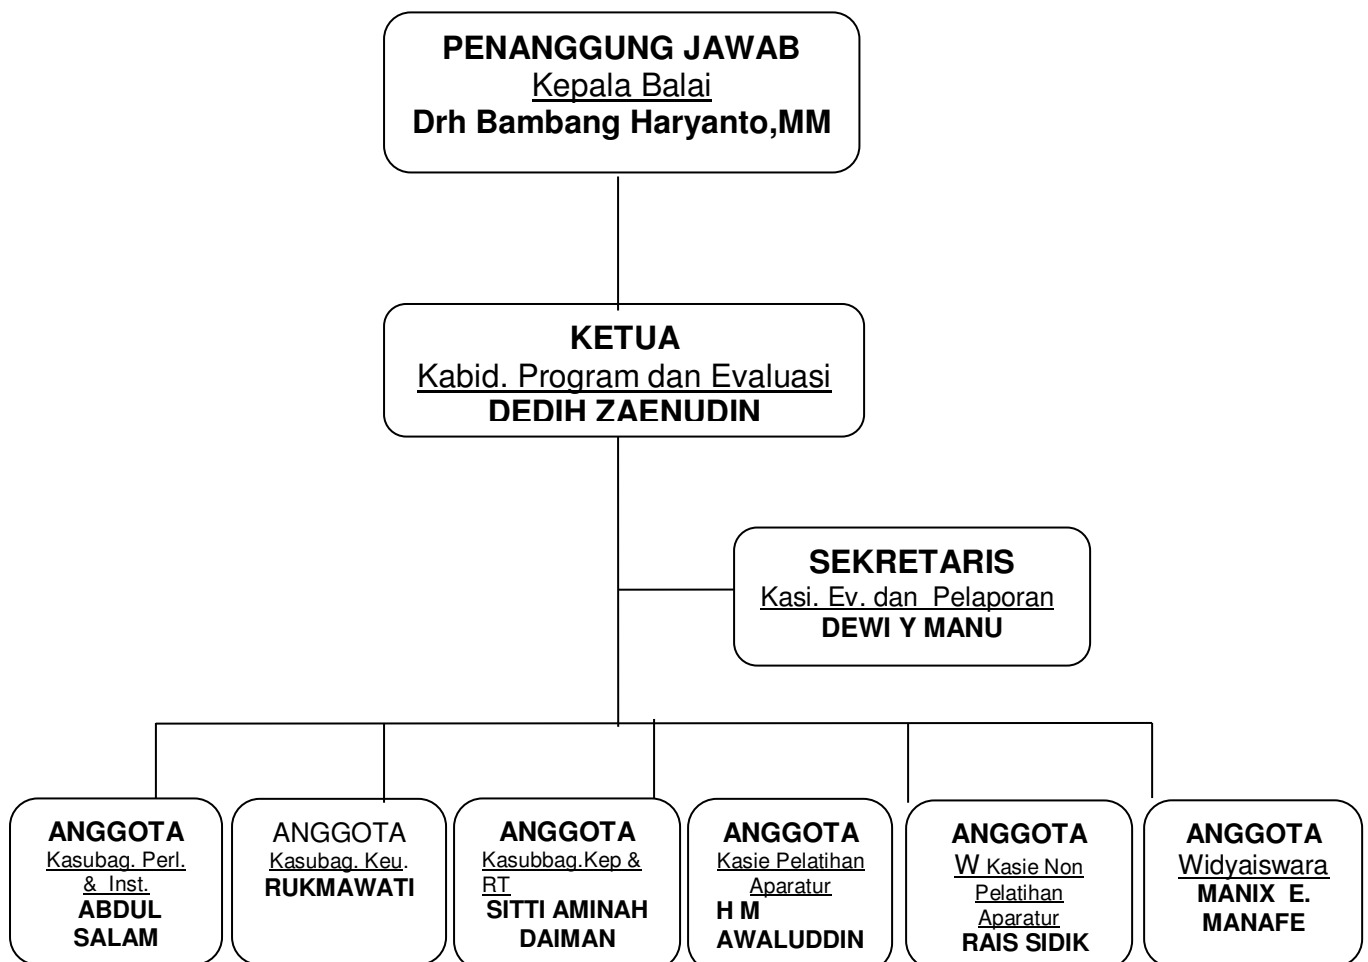 PENANGGUNG JAWAB
Kepala Balai
Drh Bambang Haryanto,MM
KETUA
Kabid. Program dan Evaluasi
DEDIH ZAENUDIN
SEKRETARIS
Kasi. Ev. dan Pelaporan
DEWI Y MANU
ANGGOTA
Kasubag. Perl.
& Inst.
ABDUL
SALAM
ANGGOTA
Kasubag. Keu.
RUKMAWATI
ANGGOTA
Kasubbag.Kep &
RT
SITTI AMINAH
DAIMAN
ANGGOTA
Kasie Pelatihan
Aparatur
H M
AWALUDDIN
ANGGOTA
W Kasie Non
Pelatihan
Aparatur
RAIS SIDIK
ANGGOTA
Widyaiswara
MANIX E.
MANAFE